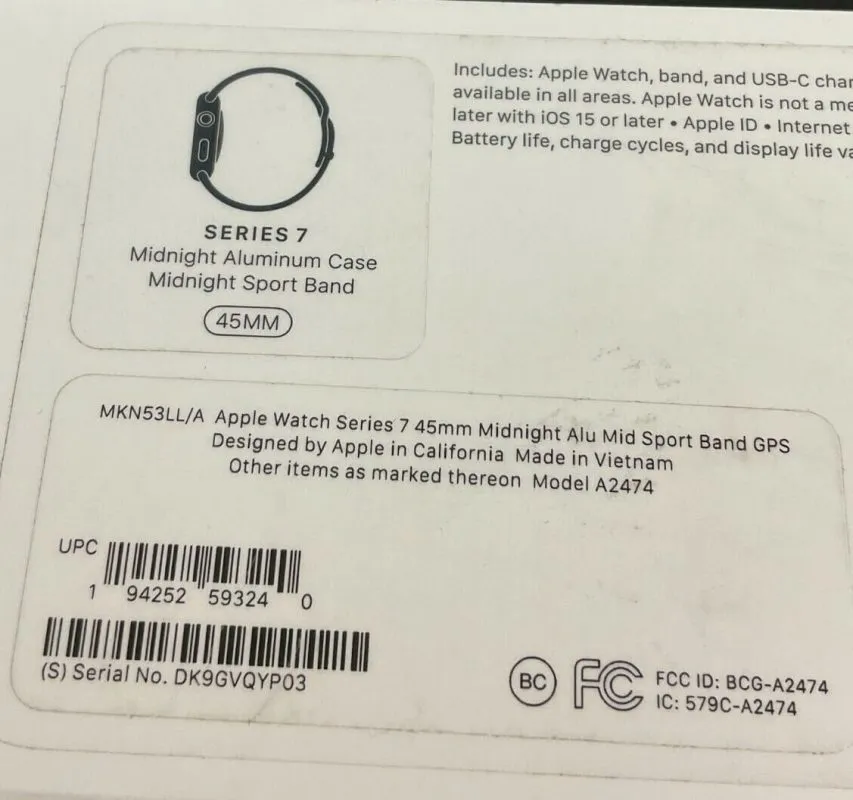 SERIES 7
Midnight Aluminum Case
Midnight Sport Band
45MM
Includes: Apple Watch, band, and USB-C
available in all areas. Apple Watch is not a
later with iOS 15 or later • Apple ID • Internet
Battery life, charge cycles, and display life
MKN53LL/A Apple Watch Series 7 45mm Midnight Alu Mid Sport Band GPS
Designed by Apple in California Made in Vietnam
Other items as marked thereon Model A2474
UPC
1 94252 59324 0
(S) Serial No. DK9GVQYP03
BC
FC
FCC ID: BCG-A2474
IC: 579C-A2474